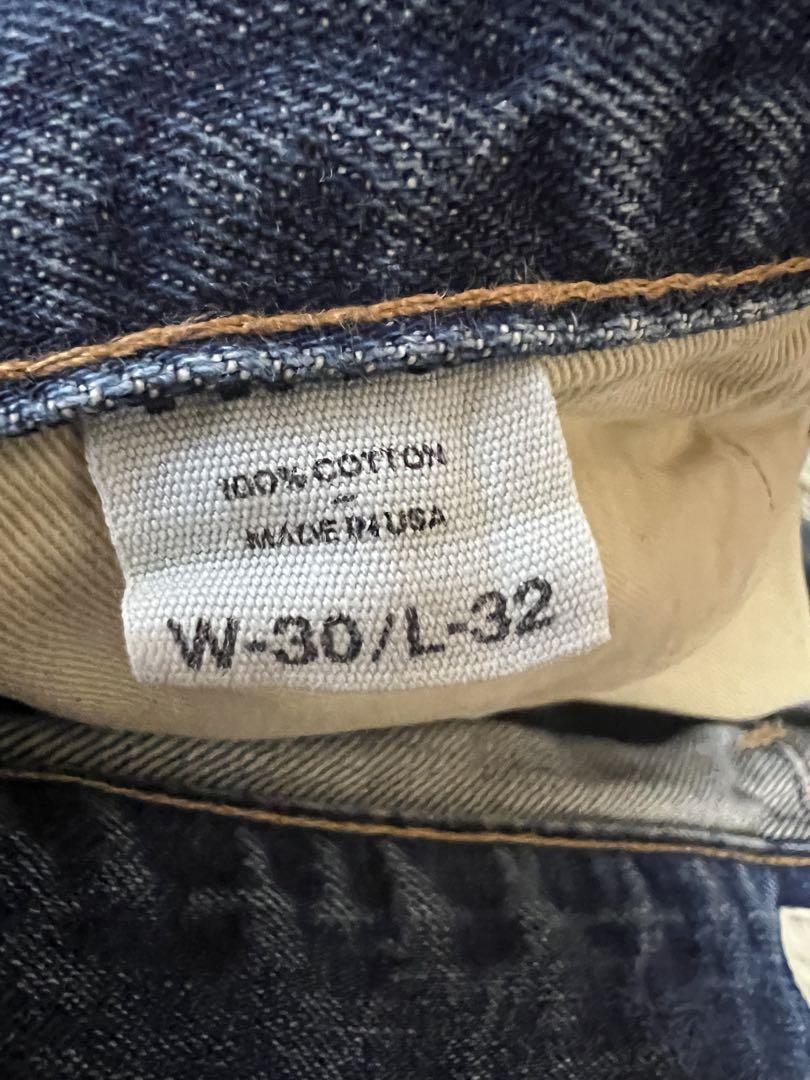 100% COTTON
–
MADE IN USA
W-30/L-32